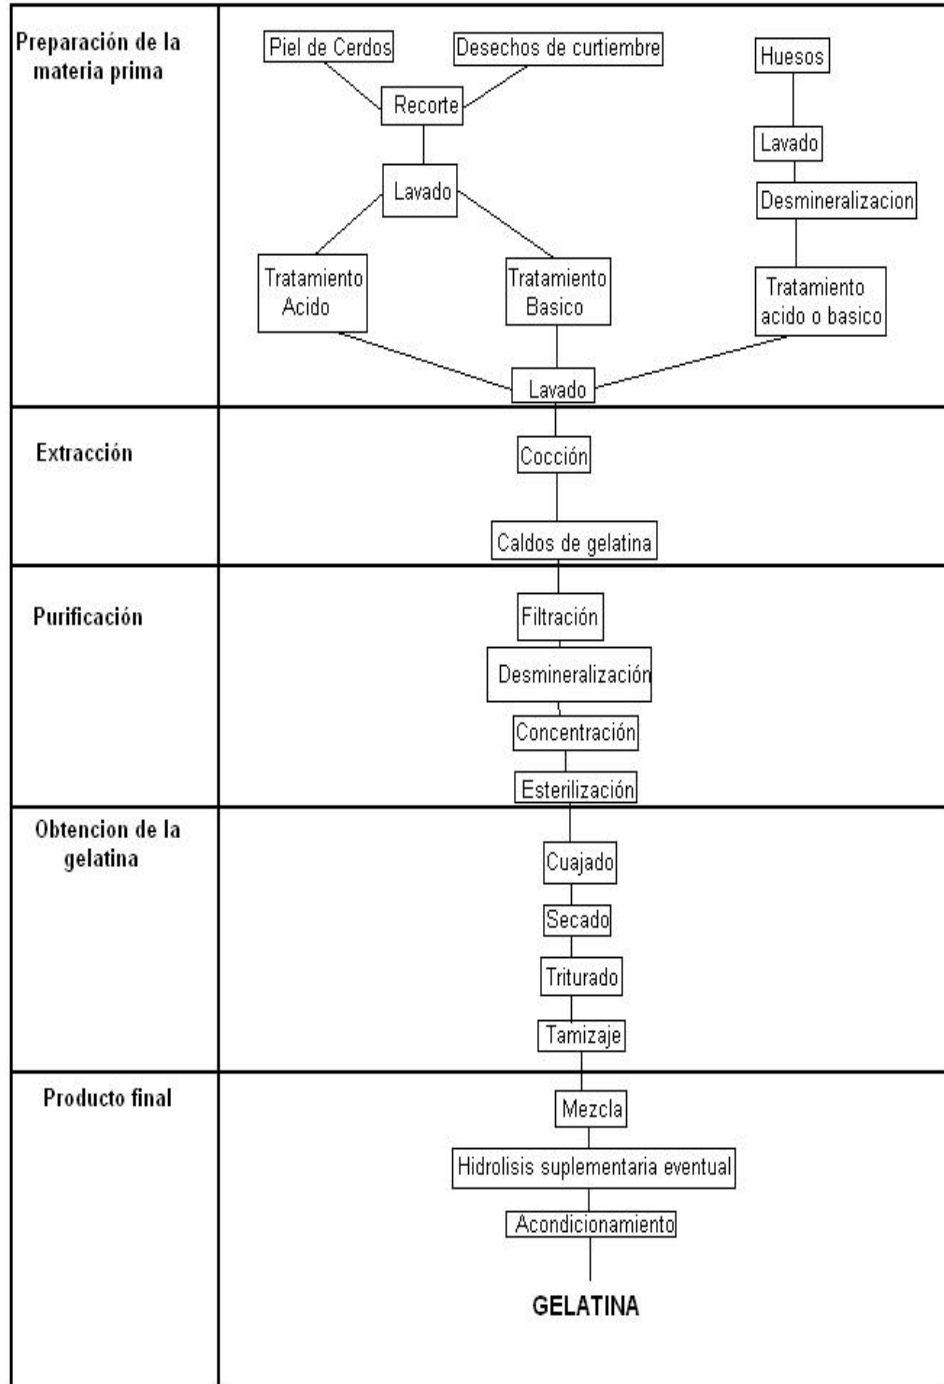 Preparación de la
materia prima
Piel de Cerdos
Desechos de curtiembre
Huesos
Recorte
Lavado
Lavado
Desmineralizacion
Tratamiento
Acido
Tratamiento
Basico
Tratamiento
acido o basico
Lavado
Extracción
Cocción
Caldos de gelatina
Purificación
Filtración
Desmineralización
Concentración
Esterilización
Obtencion de la
gelatina
Cuajado
Secado
Triturado
Tamizaje
Producto final
Mezcla
Hidrolisis suplementaria eventual
Acondicionamiento
GELATINA